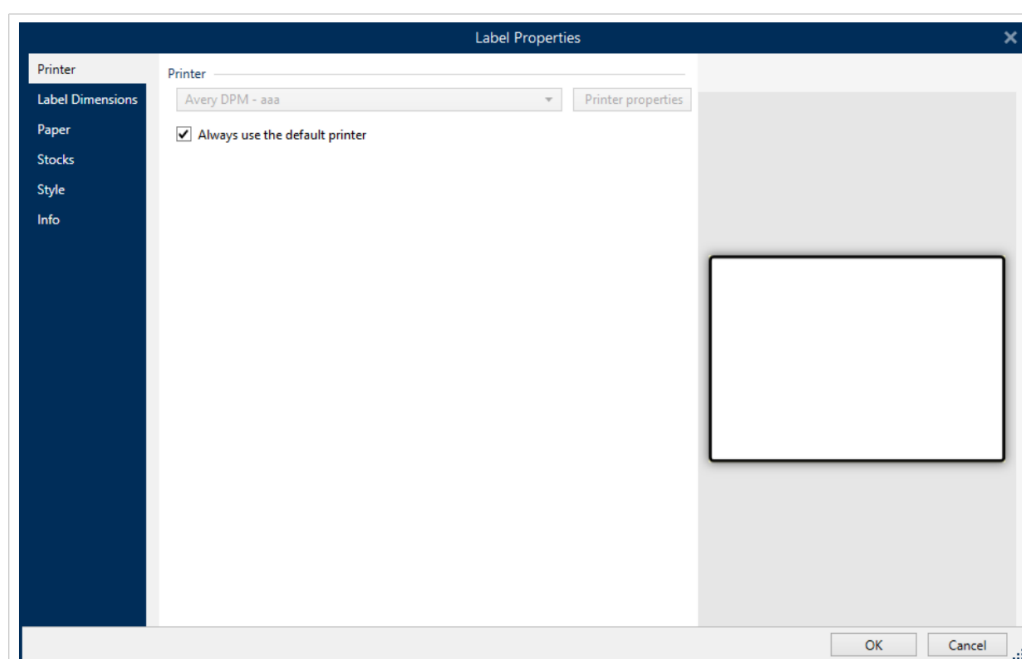 Label Properties
Printer
Label Dimensions
Paper
Stocks
Style
Info
Printer
Avery DPM - aaa
Printer properties
Always use the default printer
OK
Cancel